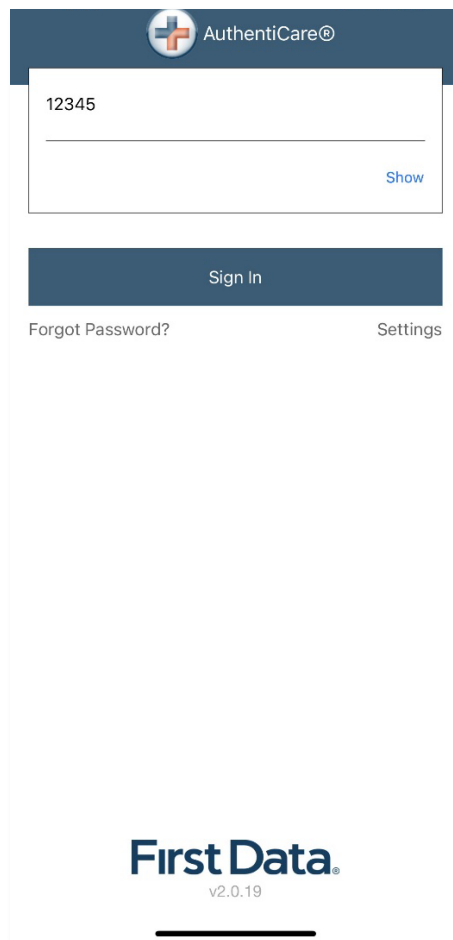 AuthentiCare®
12345
Show
Sign In
Forgot Password? Settings
First Data®
v2.0.19